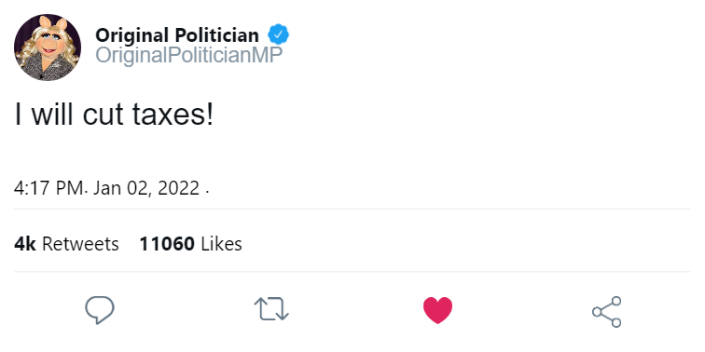 Original Politician
OriginalPoliticianMP
I will cut taxes!
4:17 PM. Jan 02, 2022 .
4k Retweets 11060 Likes